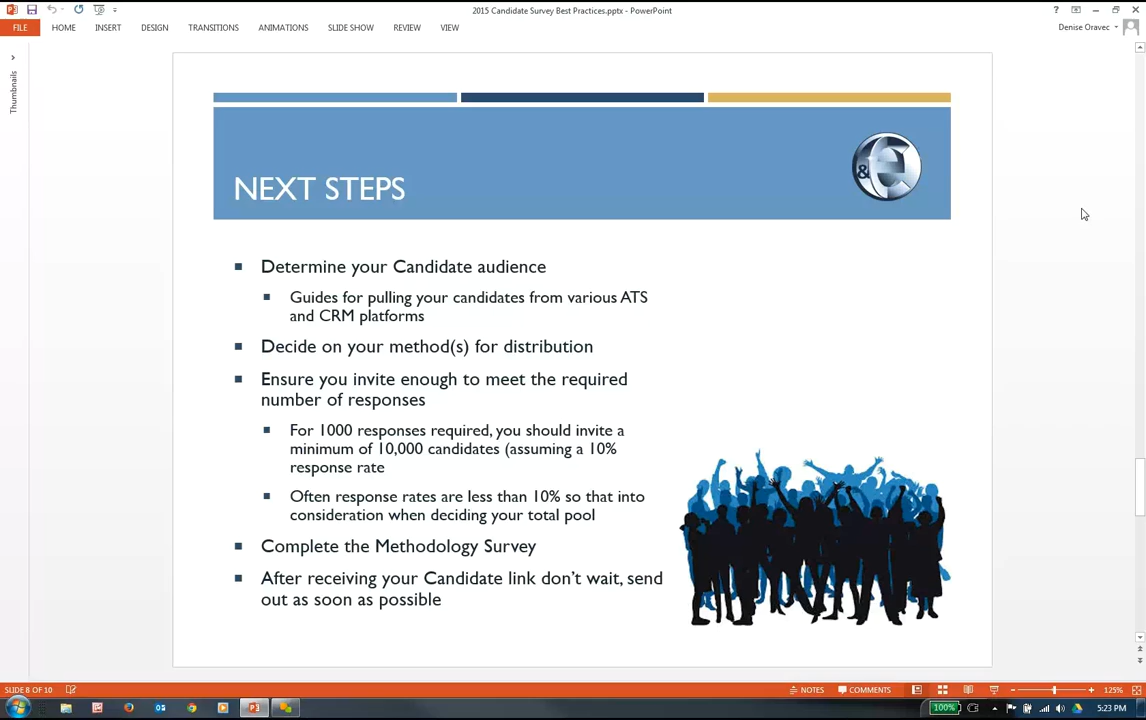 2015 Candidate Survey Best Practices.pptx - PowerPoint
FILE HOME INSERT DESIGN TRANSITIONS ANIMATIONS SLIDE SHOW REVIEW VIEW
Denise Oravec
Thumbnails
NEXT STEPS
Determine your Candidate audience
Guides for pulling your candidates from various ATS
and CRM platforms
Decide on your method(s) for distribution
Ensure you invite enough to meet the required
number of responses
For 1000 responses required, you should invite a
minimum of 10,000 candidates (assuming a 10%
response rate
Often response rates are less than 10% so that into
consideration when deciding your total pool
Complete the Methodology Survey
After receiving your Candidate link don't wait, send
out as soon as possible
SLIDE 8 OF 10
NOTES
COMMENTS
125%
100%
5:23 PM